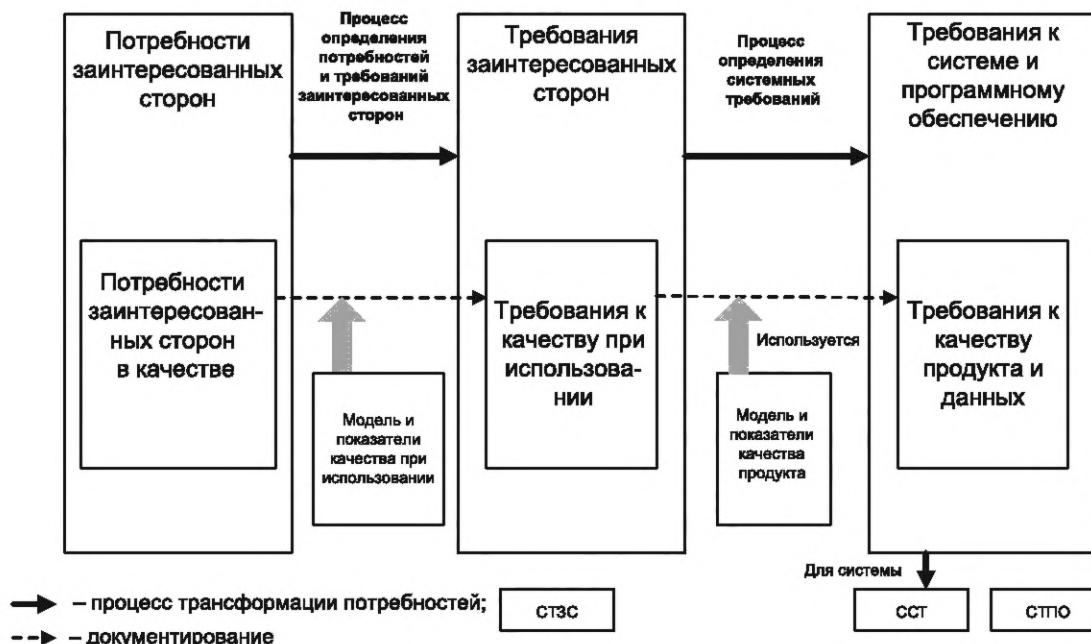 Потребности
заинтересованных
сторон
Процесс
определения
потребностей
и требований
заинтересованных
сторон
Требования
заинтересованных
сторон
Процесс
определения
системных
требований
Требования к
системе и
программному
обеспечению
Потребности
заинтересован-
ных сторон
в качестве
Модель и
показатели
качества при
использовании
Требования к
качеству при
использова-
нии
Используется
Модель и
показатели
качества
продукта
Требования к
качеству
продукта и
данных
Для системы
– процесс трансформации потребностей;
СТЗС
ССТ
СТПО
– документирование